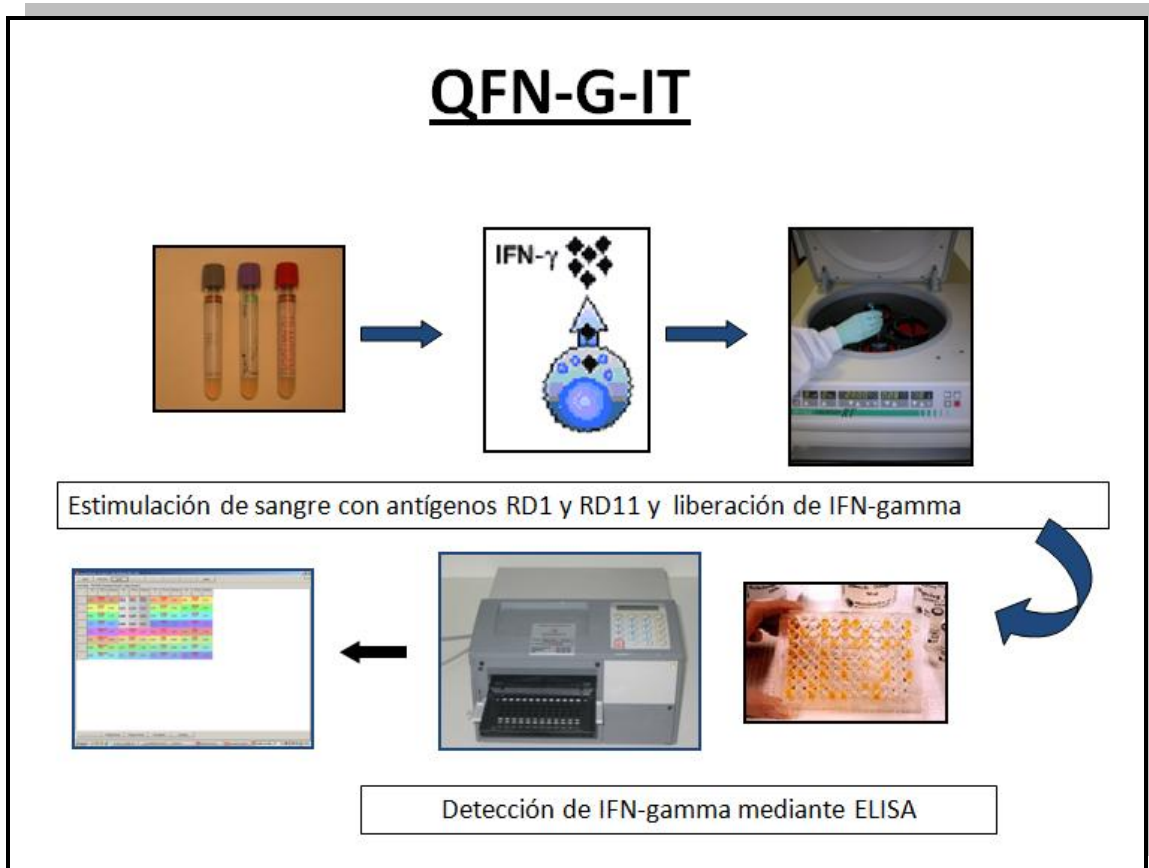 QFN-G-IT
IFN-γ
Estimulación de sangre con antígenos RD1 y RD11 y liberación de IFN-gamma
Detección de IFN-gamma mediante ELISA